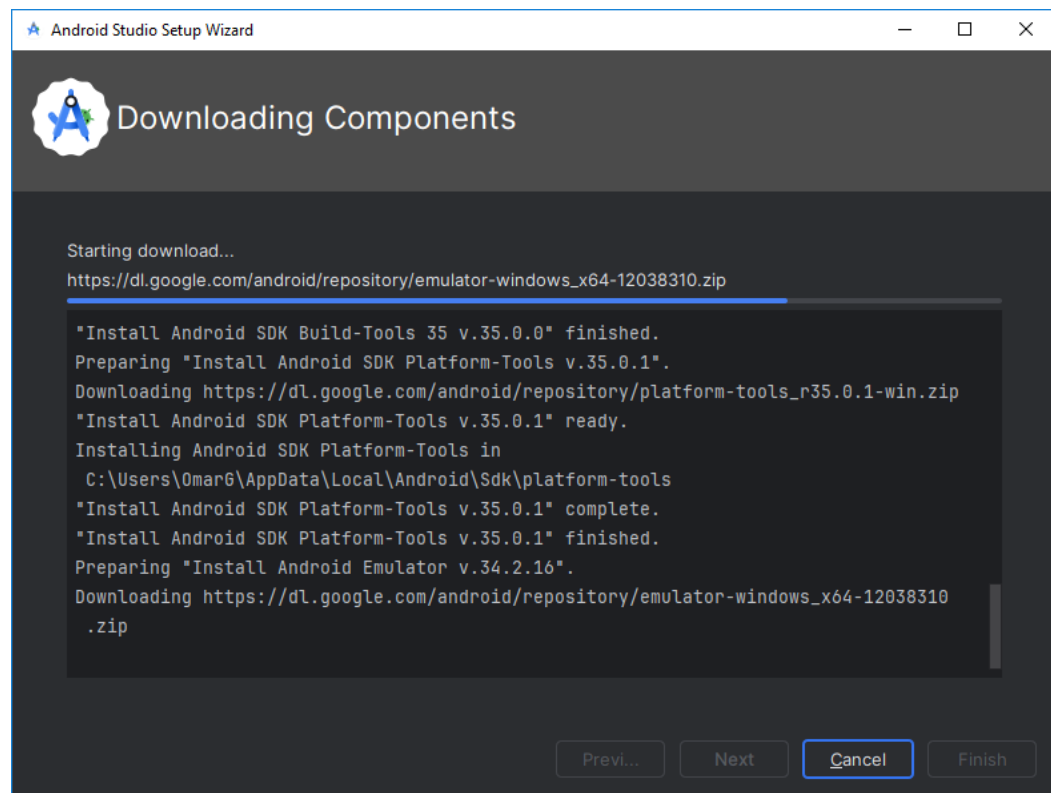 Android Studio Setup Wizard
Downloading Components
Starting download...
https://dl.google.com/android/repository/emulator-windows_x64-12038310.zip
"Install Android SDK Build-Tools 35 v.35.0.0" finished.
Preparing "Install Android SDK Platform-Tools v.35.0.1".
Downloading https://dl.google.com/android/repository/platform-tools_r35.0.1-win.zip
"Install Android SDK Platform-Tools v.35.0.1" ready.
Installing Android SDK Platform-Tools in
C:\Users\OmarG\AppData\Local\Android\Sdk\platform-tools
"Install Android SDK Platform-Tools v.35.0.1" complete.
"Install Android SDK Platform-Tools v.35.0.1" finished.
Preparing "Install Android Emulator v.34.2.16".
Downloading https://dl.google.com/android/repository/emulator-windows_x64-12038310
.zip
Previ... Next Cancel Finish